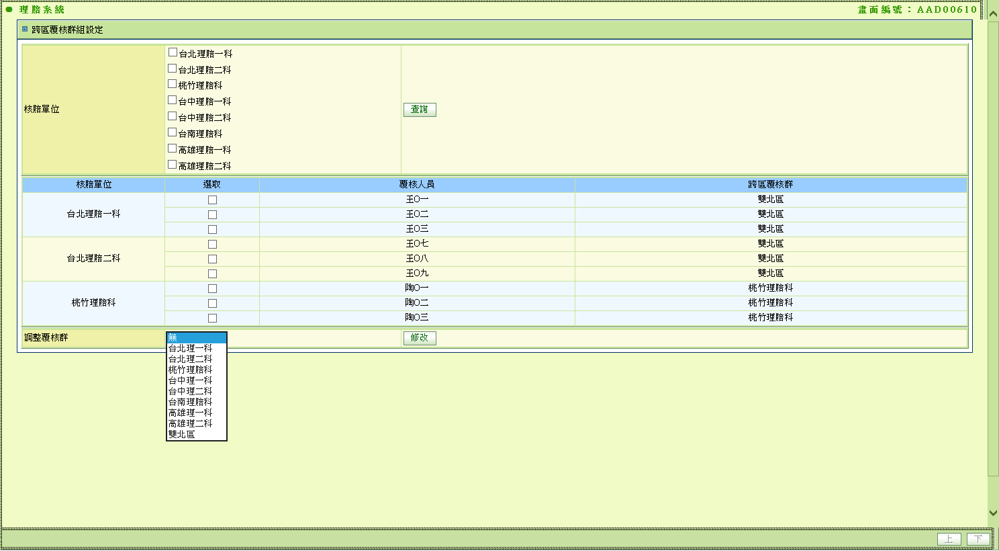 理賠系統 畫面編號：AAD00610
跨區覆核群組設定
核賠單位
台北理賠一科
台北理賠二科
桃竹理賠科
台中理賠一科
台中理賠二科
台南理賠科
高雄理賠一科
高雄理賠二科
查詢
核賠單位 選取 覆核人員 跨區覆核群
台北理賠一科
王O一 雙北區
王O二 雙北區
王O三 雙北區
台北理賠二科
王O七 雙北區
王O八 雙北區
王O九 雙北區
桃竹理賠科
陶O一 桃竹理賠科
陶O二 桃竹理賠科
陶O三 桃竹理賠科
調整覆核群
無
台北理一科
台北理二科
桃竹理賠科
台中理一科
台中理二科
台南理賠科
高雄理一科
高雄理二科
雙北區
修改
上 下